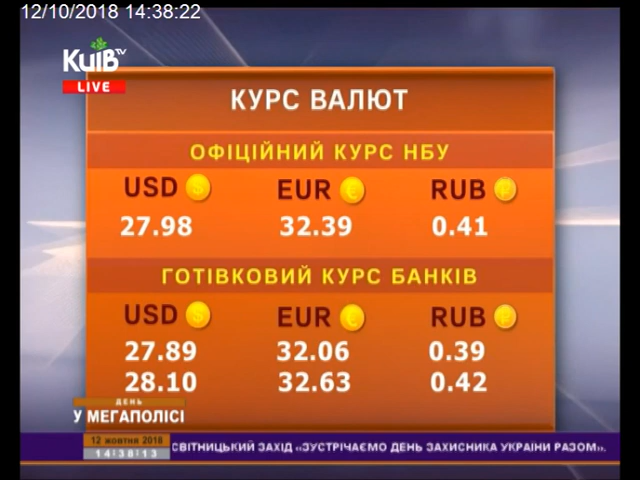 12/10/2018 14:38:22
КиїВ TV
LIVE
КУРС ВАЛЮТ
ОФІЦІЙНИЙ КУРС НБУ
USD EUR RUB
27.98 32.39 0.41
ГОТІВКОВИЙ КУРС БАНКІВ
USD EUR RUB
27.89 32.06 0.39
28.10 32.63 0.42
ДЕНЬ
У МЕГАПОЛІСІ
12 жовтня 2018
14:38:13
СВІТНИЦЬКИЙ ЗАХІД «ЗУСТРІЧАЄМО ДЕНЬ ЗАХИСНИКА УКРАЇНИ РАЗОМ».